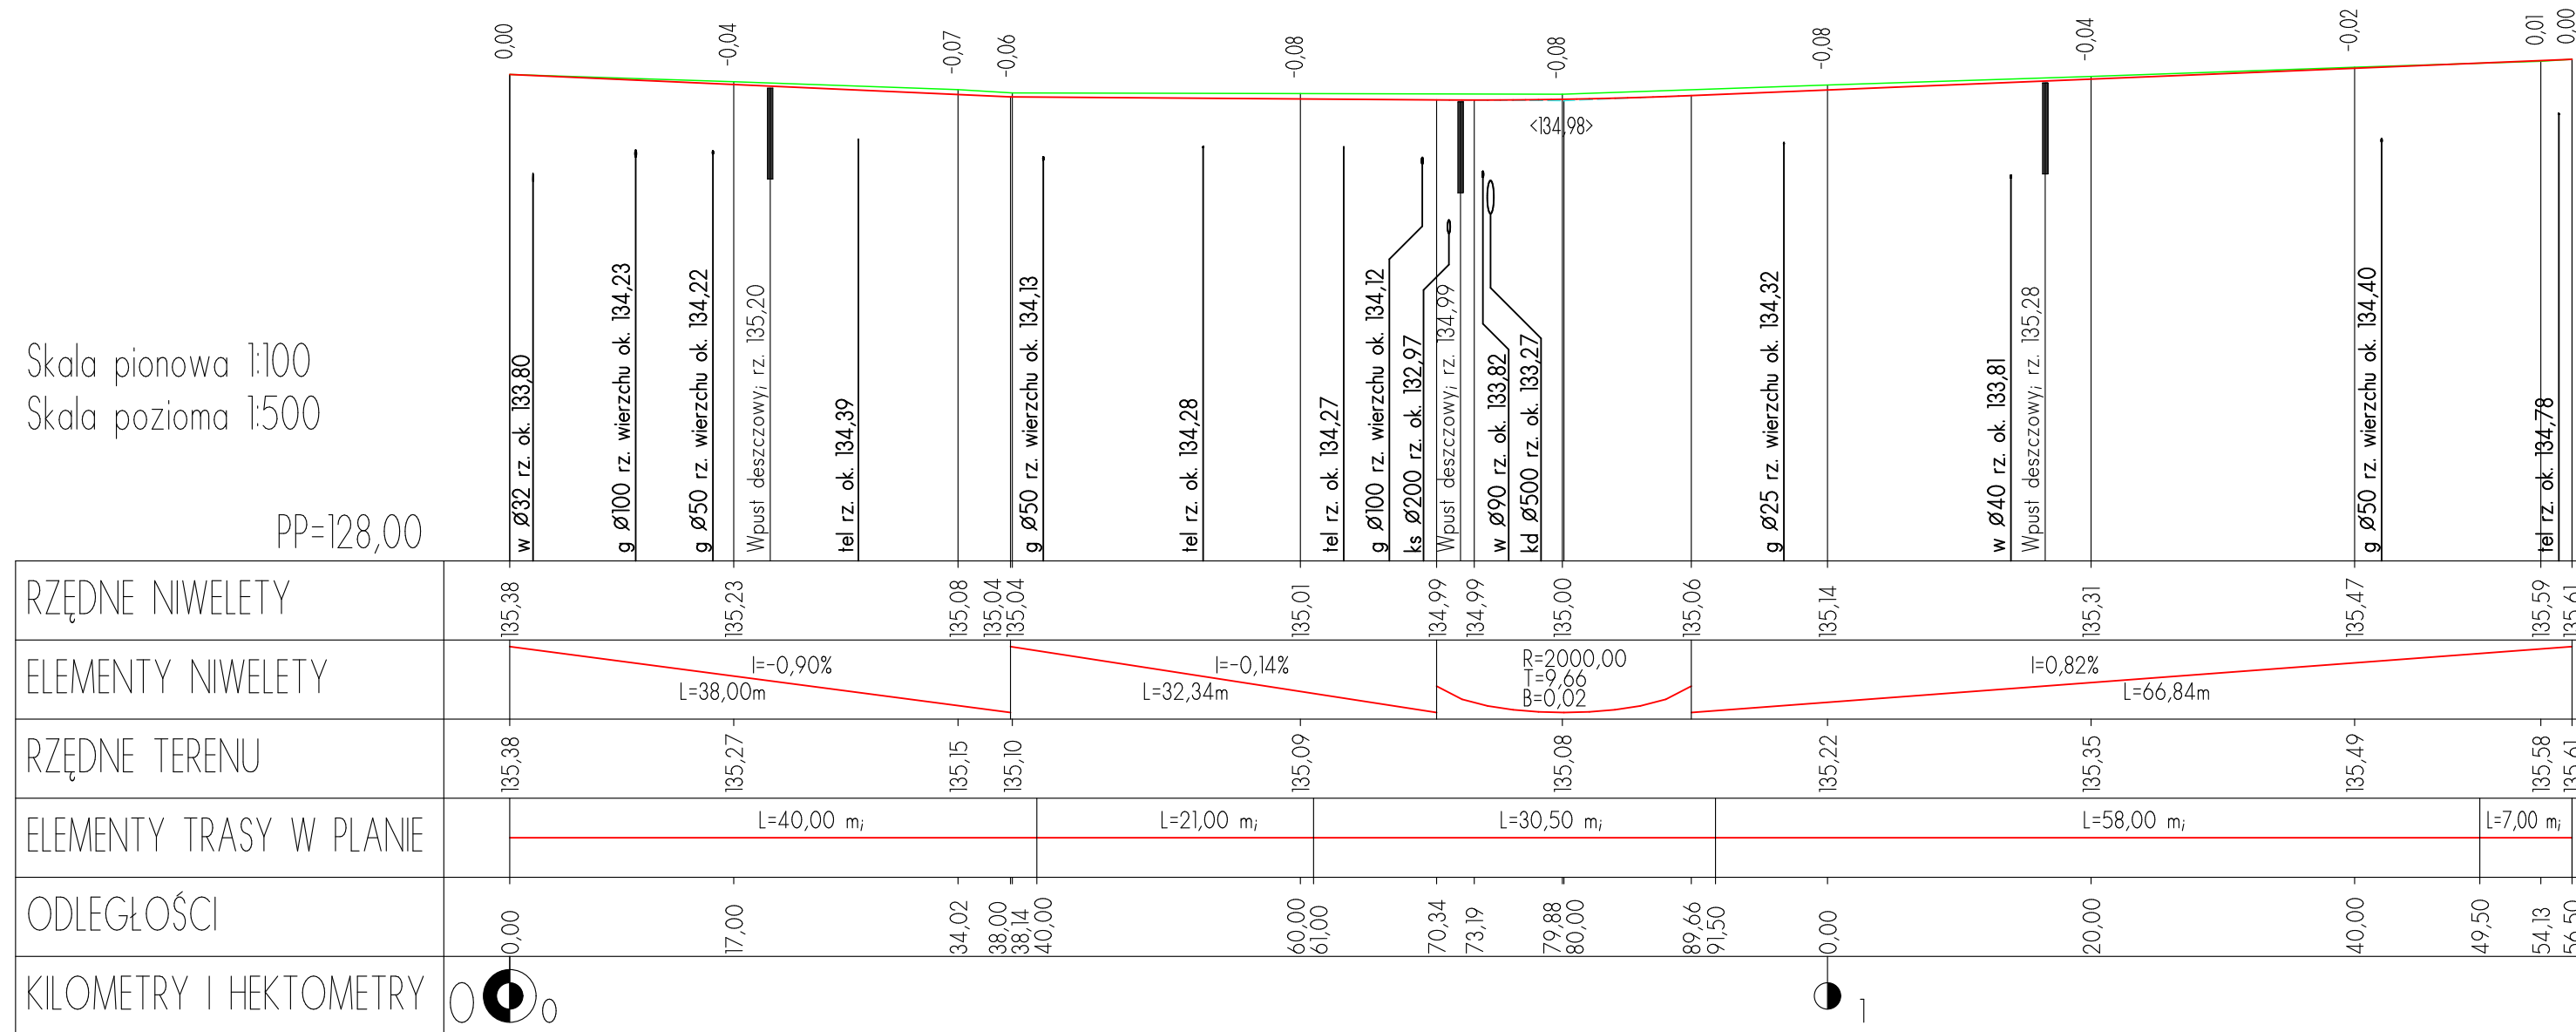 0,00 -0,04 -0,07 -0,06 -0,08 -0,08 -0,08 -0,04 -0,02 0,01 0,00
<134,98>
Skala pionowa 1:100
Skala pozioma 1:500
PP=128,00
w Ø32 rz. ok. 133,80
g Ø100 rz. wierzchu ok. 134,23
g Ø50 rz. wierzchu ok. 134,22
Wpust deszczowy; rz. 135,20
tel rz. ok. 134,39
g Ø50 rz. wierzchu ok. 134,13
tel rz. ok. 134,28
tel rz. ok. 134,27
g Ø100 rz. wierzchu ok. 134,12
ks Ø200 rz. ok. 132,97
Wpust deszczowy; rz. 134,99
w Ø90 rz. ok. 133,82
kd Ø500 rz. ok. 133,27
g Ø25 rz. wierzchu ok. 134,32
w Ø40 rz. ok. 133,81
Wpust deszczowy; rz. 135,28
g Ø50 rz. wierzchu ok. 134,40
tel rz. ok. 134,78
RZĘDNE NIWELETY 135,38 135,23 135,08 135,04 135,04 135,01 134,99 134,99 135,00 135,06 135,14 135,31 135,47 135,59 135,61
ELEMENTY NIWELETY
I=-0,90%
L=38,00m
I=-0,14%
L=32,34m
R=2000,00
T=9,66
B=0,02
I=0,82%
L=66,84m
RZĘDNE TERENU 135,38 135,27 135,15 135,10 135,09 135,08 135,22 135,35 135,49 135,58 135,61
ELEMENTY TRASY W PLANIE L=40,00 m; L=21,00 m; L=30,50 m; L=58,00 m; L=7,00 m;
ODLEGŁOŚCI 0,00 17,00 34,02 38,00 38,14 40,00 60,00 61,00 70,34 73,19 79,88 80,00 89,66 91,50 0,00 20,00 40,00 49,50 54,13 56,50
KILOMETRY I HEKTOMETRY 0 0 1